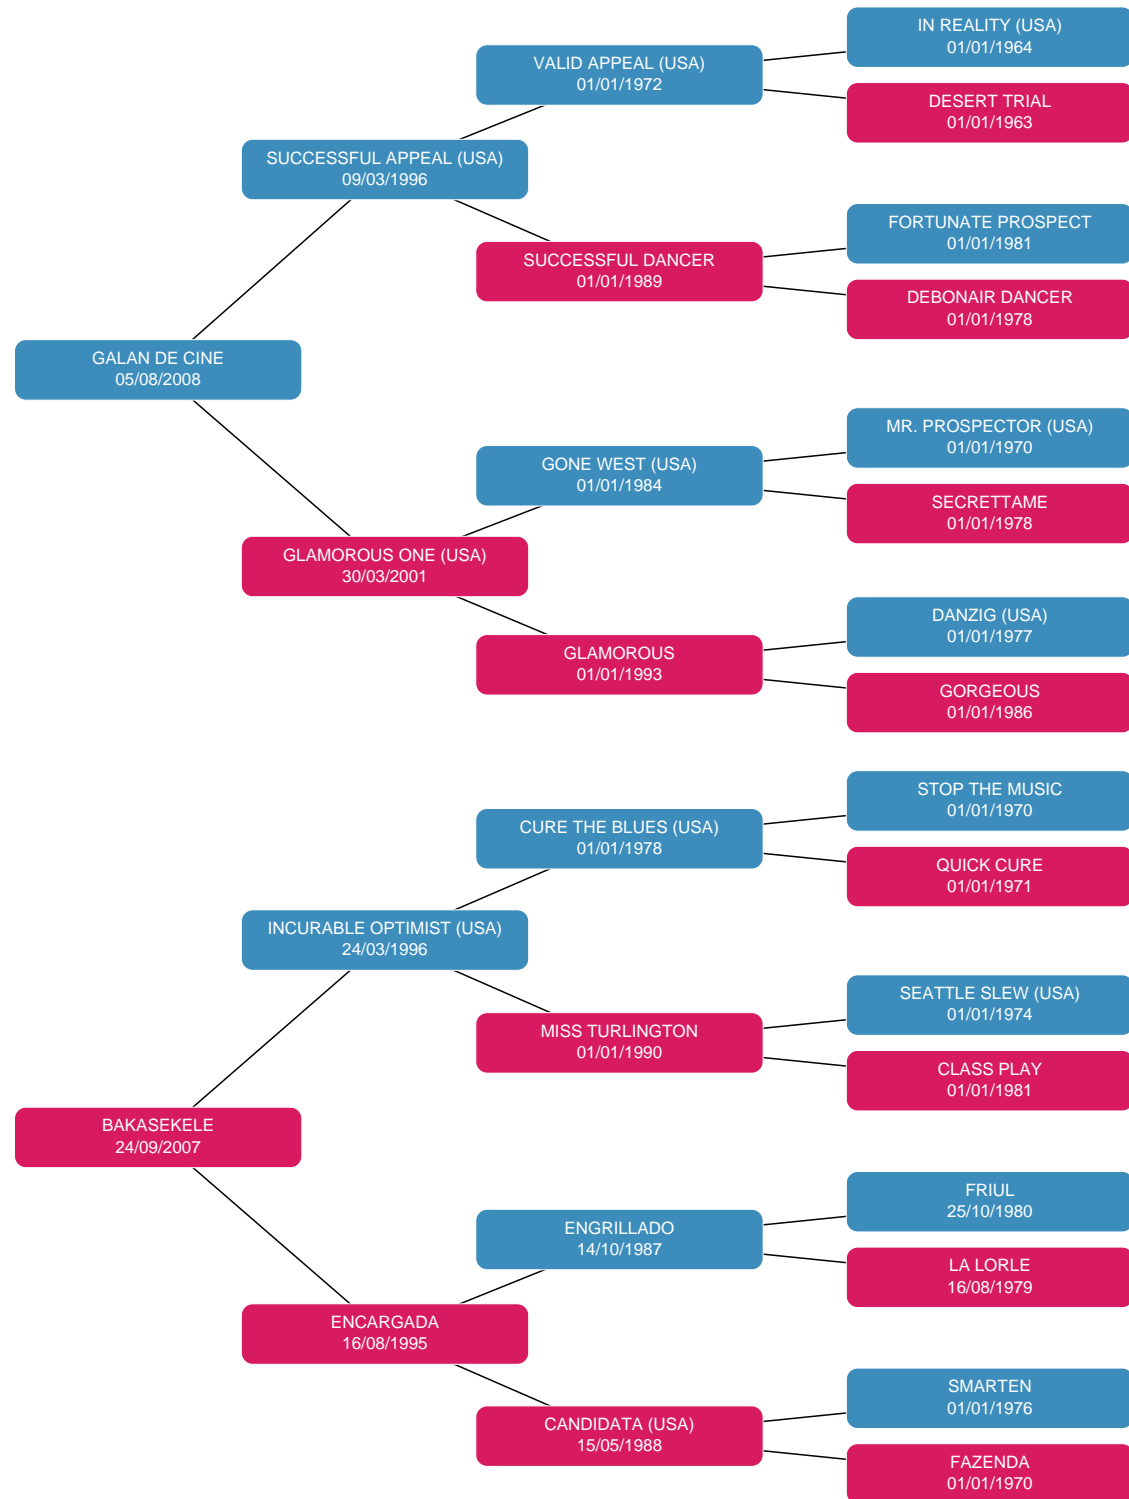 IN REALITY (USA)
01/01/1964
VALID APPEAL (USA)
01/01/1972
DESERT TRIAL
01/01/1963
SUCCESSFUL APPEAL (USA)
09/03/1996
FORTUNATE PROSPECT
01/01/1981
SUCCESSFUL DANCER
01/01/1989
DEBONAIR DANCER
01/01/1978
GALAN DE CINE
05/08/2008
MR. PROSPECTOR (USA)
01/01/1970
GONE WEST (USA)
01/01/1984
SECRETTAME
01/01/1978
GLAMOROUS ONE (USA)
30/03/2001
DANZIG (USA)
01/01/1977
GLAMOROUS
01/01/1993
GORGEOUS
01/01/1986
STOP THE MUSIC
01/01/1970
CURE THE BLUES (USA)
01/01/1978
QUICK CURE
01/01/1971
INCURABLE OPTIMIST (USA)
24/03/1996
SEATTLE SLEW (USA)
01/01/1974
MISS TURLINGTON
01/01/1990
CLASS PLAY
01/01/1981
BAKASEKELE
24/09/2007
FRIUL
25/10/1980
ENGRILLADO
14/10/1987
LA LORLE
16/08/1979
ENCARGADA
16/08/1995
SMARTEN
01/01/1976
CANDIDATA (USA)
15/05/1988
FAZENDA
01/01/1970